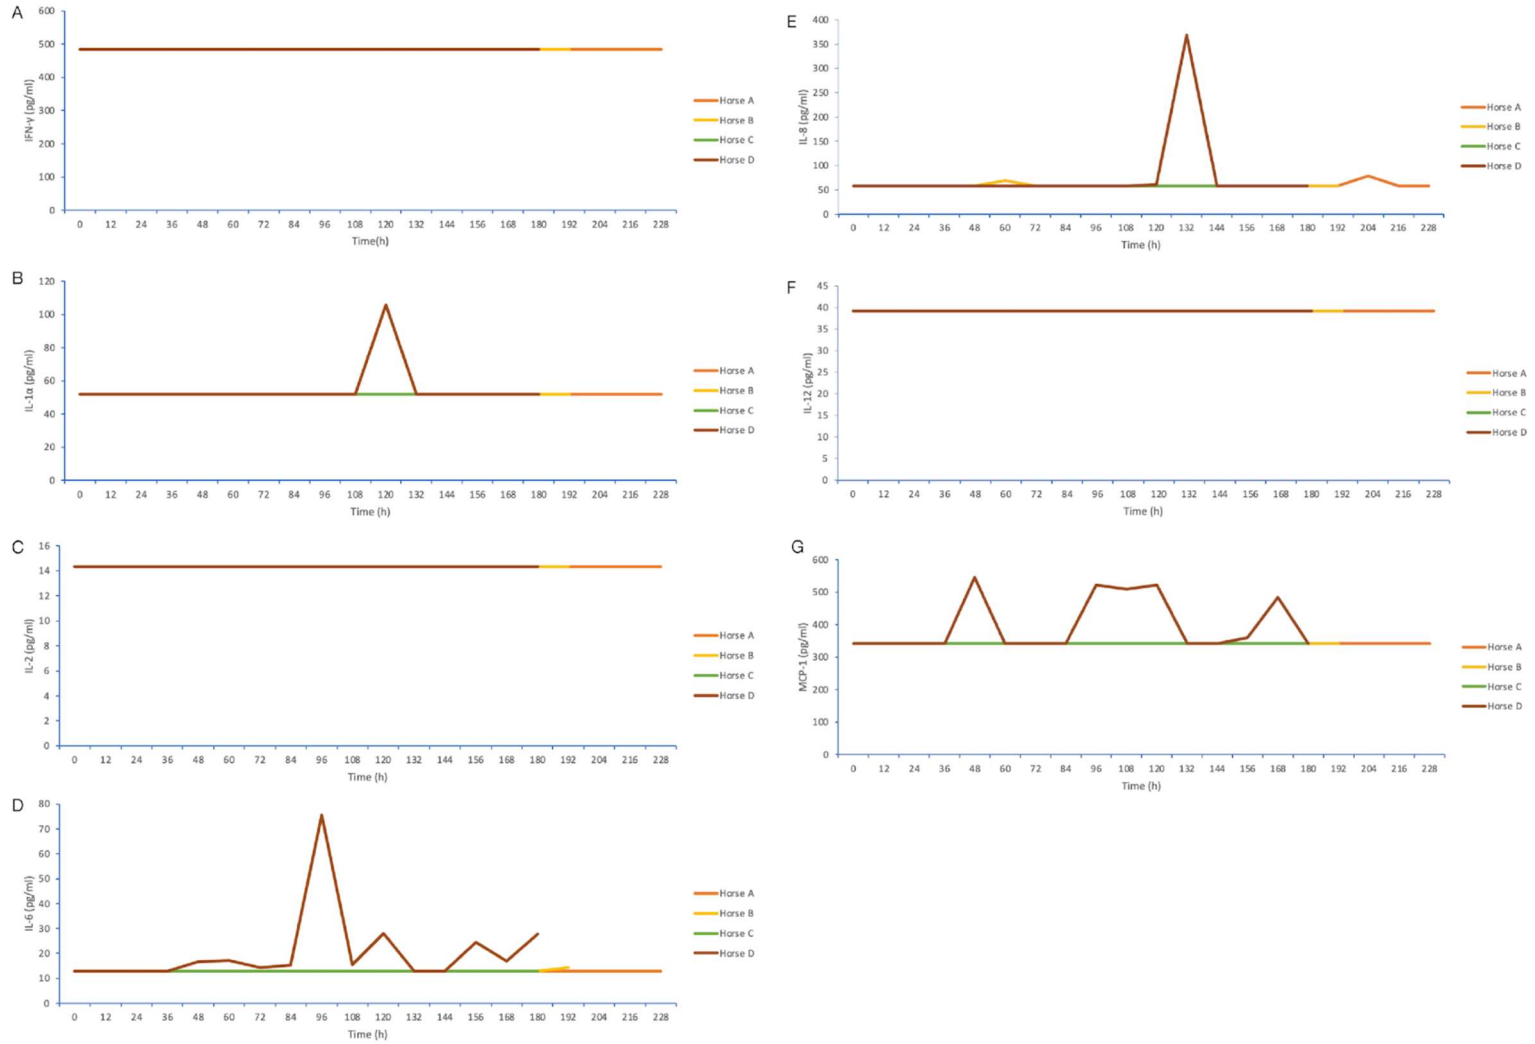 A
600
500
400
300
200
100
0
IFN-γ (pg/ml)
0 12 24 36 48 60 72 84 96 108 120 132 144 156 168 180 192 204 216 228
Time(h)
Horse A
Horse B
Horse C
Horse D
B
120
100
80
60
40
20
0
IL-1α (pg/ml)
0 12 24 36 48 60 72 84 96 108 120 132 144 156 168 180 192 204 216 228
Time (h)
Horse A
Horse B
Horse C
Horse D
C
16
14
12
10
8
6
4
2
0
IL-2 (pg/ml)
0 12 24 36 48 60 72 84 96 108 120 132 144 156 168 180 192 204 216 228
Time (h)
Horse A
Horse B
Horse C
Horse D
D
80
70
60
50
40
30
20
10
0
IL-6 (pg/ml)
0 12 24 36 48 60 72 84 96 108 120 132 144 156 168 180 192 204 216 228
Time (h)
Horse A
Horse B
Horse C
Horse D
E
400
350
300
250
200
150
100
50
0
IL-8 (pg/ml)
0 12 24 36 48 60 72 84 96 108 120 132 144 156 168 180 192 204 216 228
Time (h)
Horse A
Horse B
Horse C
Horse D
F
45
40
35
30
25
20
15
10
5
0
IL-12 (pg/ml)
0 12 24 36 48 60 72 84 96 108 120 132 144 156 168 180 192 204 216 228
Time (h)
Horse A
Horse B
Horse C
Horse D
G
600
500
400
300
200
100
0
MCP-1 (pg/ml)
0 12 24 36 48 60 72 84 96 108 120 132 144 156 168 180 192 204 216 228
Time (h)
Horse A
Horse B
Horse C
Horse D